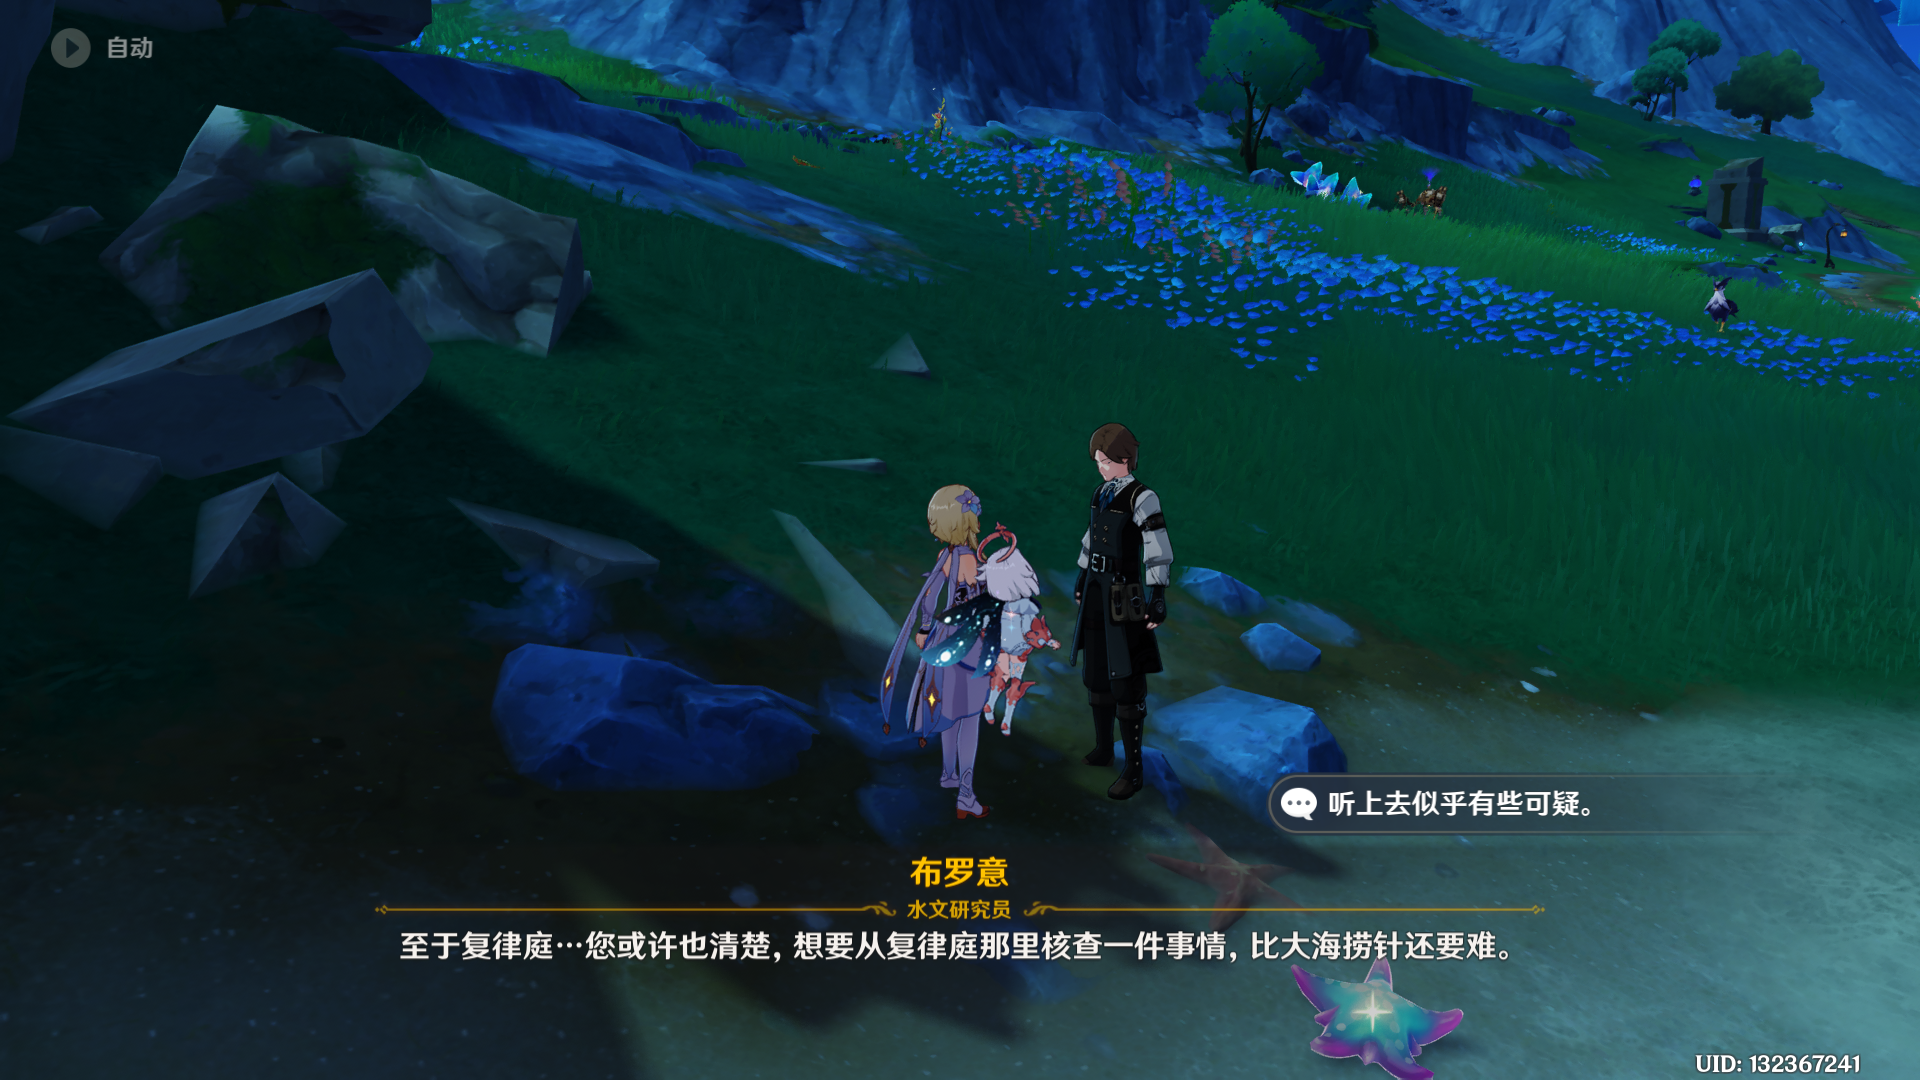 自动
听上去似乎有些可疑。
布罗意
水文研究员
至于复律庭…您或许也清楚，想要从复律庭那里核查一件事情，比大海捞针还要难。
UID: 132367241